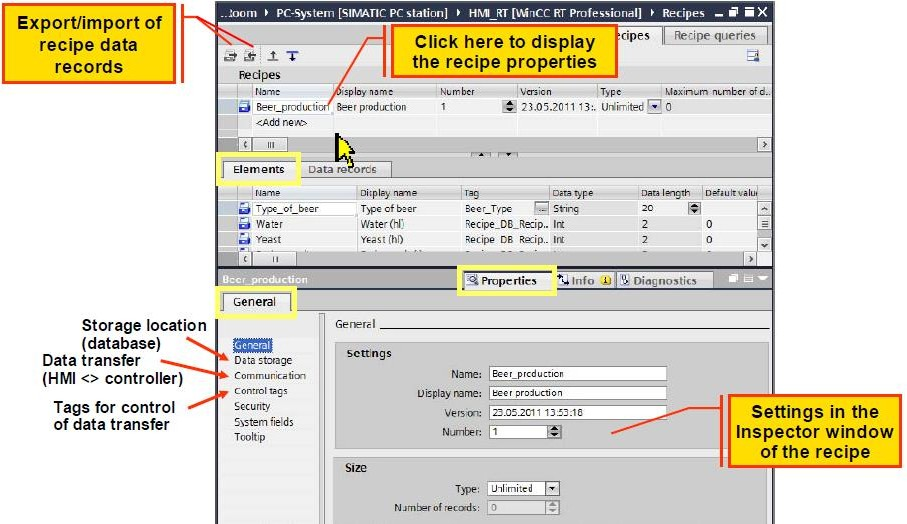 Export/import of
recipe data
records
...oom ▸ PC-System [SIMATIC PC station] ▸ HMI_RT [WinCC RT Professional] ▸ Recipes
Click here to display
the recipe properties
Recipe queries
Recipes
Name Display name Number Version Type Maximum number of d..
Beer_production Beer production 1 23.05.2011 13:.. Unlimited 0
<Add new>
Elements Data records
Name Display name Tag Data type Data length Default value
Type_of_beer Type of beer Beer_Type String 20
Water Water (hl) Recipe_DB_Recip.. Int 2 0
Yeast Yeast (hl) Recipe_DB_Recip.. Int 2 0
Beer_production Properties Info Diagnostics
General
Storage location
(database)
Data transfer
(HMI <> controller)
Tags for control
of data transfer
General
Data storage
Communication
Control tags
Security
System fields
Tooltip
General
Settings
Name: Beer_production
Display name: Beer production
Version: 23.05.2011 13:53:18
Number: 1
Settings in the
Inspector window
of the recipe
Size
Type: Unlimited
Number of records: 0